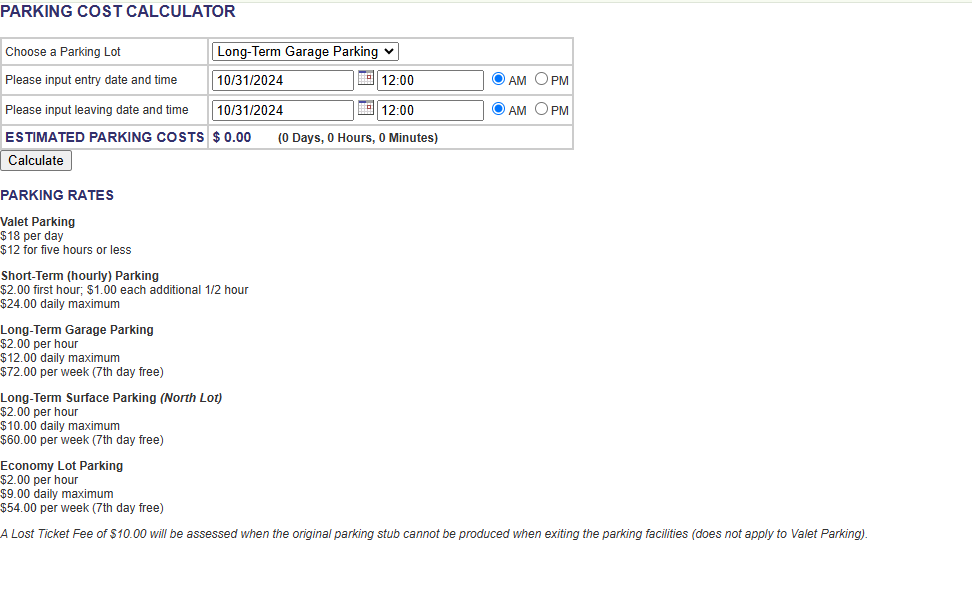 PARKING COST CALCULATOR
Choose a Parking Lot Long-Term Garage Parking
Please input entry date and time 10/31/2024 12:00 AM PM
Please input leaving date and time 10/31/2024 12:00 AM PM
ESTIMATED PARKING COSTS $ 0.00 (0 Days, 0 Hours, 0 Minutes)
Calculate
PARKING RATES
Valet Parking
$18 per day
$12 for five hours or less
Short-Term (hourly) Parking
$2.00 first hour; $1.00 each additional 1/2 hour
$24.00 daily maximum
Long-Term Garage Parking
$2.00 per hour
$12.00 daily maximum
$72.00 per week (7th day free)
Long-Term Surface Parking (North Lot)
$2.00 per hour
$10.00 daily maximum
$60.00 per week (7th day free)
Economy Lot Parking
$2.00 per hour
$9.00 daily maximum
$54.00 per week (7th day free)
A Lost Ticket Fee of $10.00 will be assessed when the original parking stub cannot be produced when exiting the parking facilities (does not apply to Valet Parking).